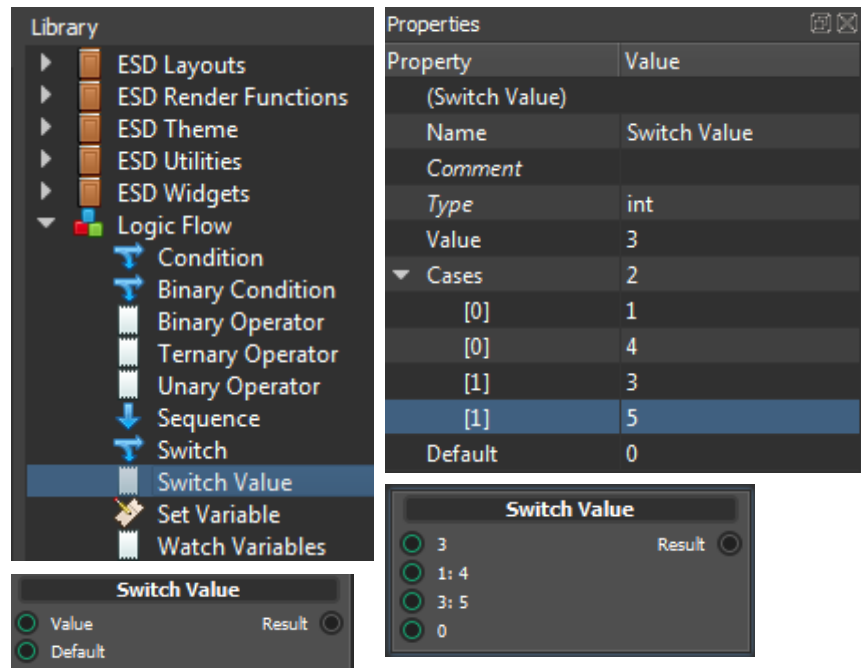 Library
ESD Layouts
ESD Render Functions
ESD Theme
ESD Utilities
ESD Widgets
Logic Flow
Condition
Binary Condition
Binary Operator
Ternary Operator
Unary Operator
Sequence
Switch
Switch Value
Set Variable
Watch Variables
Switch Value
Value Result
Default
Properties
Property Value
(Switch Value)
Name Switch Value
Comment
Type int
Value 3
Cases 2
[0] 1
[0] 4
[1] 3
[1] 5
Default 0
Switch Value
3 Result
1: 4
3: 5
0